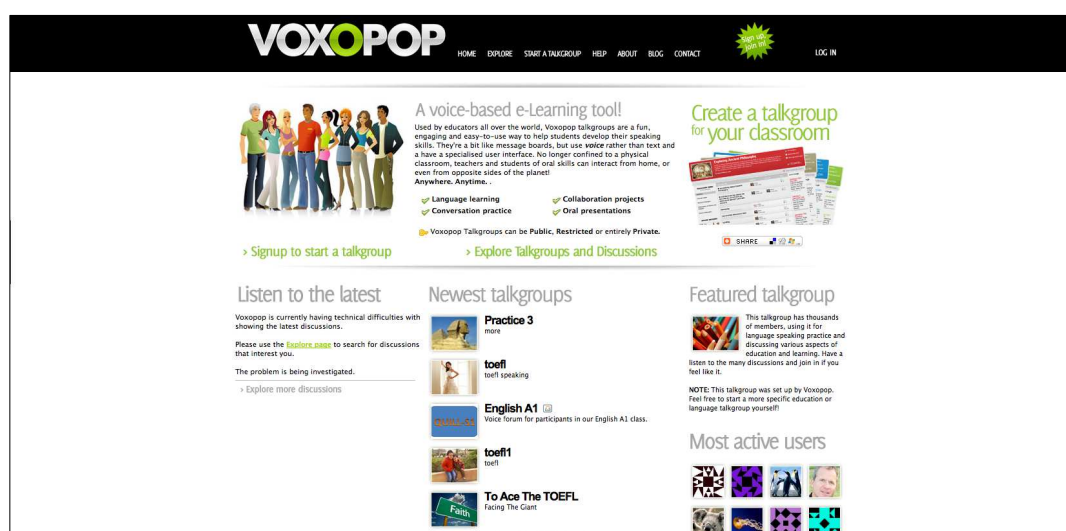 VOXOPOP
HOME EXPLORE START A TALKGROUP HELP ABOUT BLOG CONTACT
Sign up,
Join in!
LOG IN
A voice-based e-Learning tool!
Used by educators all over the world, Voxopop talkgroups are a fun,
engaging and easy-to-use way to help students develop their speaking
skills. They're a bit like message boards, but use voice rather than text and
a have a specialised user interface. No longer confined to a physical
classroom, teachers and students of oral skills can interact from home, or
even from opposite sides of the planet!
Anywhere. Anytime. .
Language learning
Collaboration projects
Conversation practice
Oral presentations
Voxopop Talkgroups can be Public, Restricted or entirely Private.
› Signup to start a talkgroup
› Explore Talkgroups and Discussions
Create a talkgroup
for your classroom
SHARE
Listen to the latest
Voxopop is currently having technical difficulties with
showing the latest discussions.
Please use the Explore page to search for discussions
that interest you.
The problem is being investigated.
› Explore more discussions
Newest talkgroups
Practice 3
more
toefl
toefl speaking
English A1
Voice forum for participants in our English A1 class.
toefl1
toefl
Faith
To Ace The TOEFL
Facing The Giant
Featured talkgroup
This talkgroup has thousands
of members, using it for
language speaking practice and
discussing various aspects of
education and learning. Have a
listen to the many discussions and join in if you
feel like it.
NOTE: This talkgroup was set up by Voxopop.
Feel free to start a more specific education or
language talkgroup yourself!
Most active users